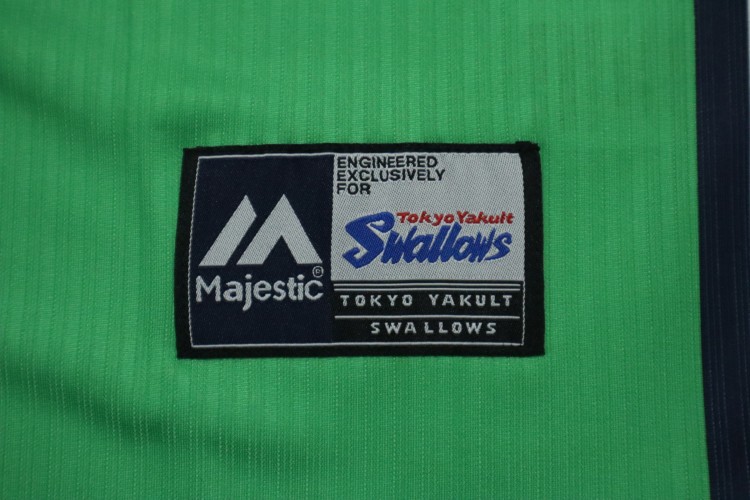 ENGINEERED
EXCLUSIVELY
FOR
Tokyo Yakult
Swallows
Majestic ©
TOKYO YAKULT
SWALLOWS